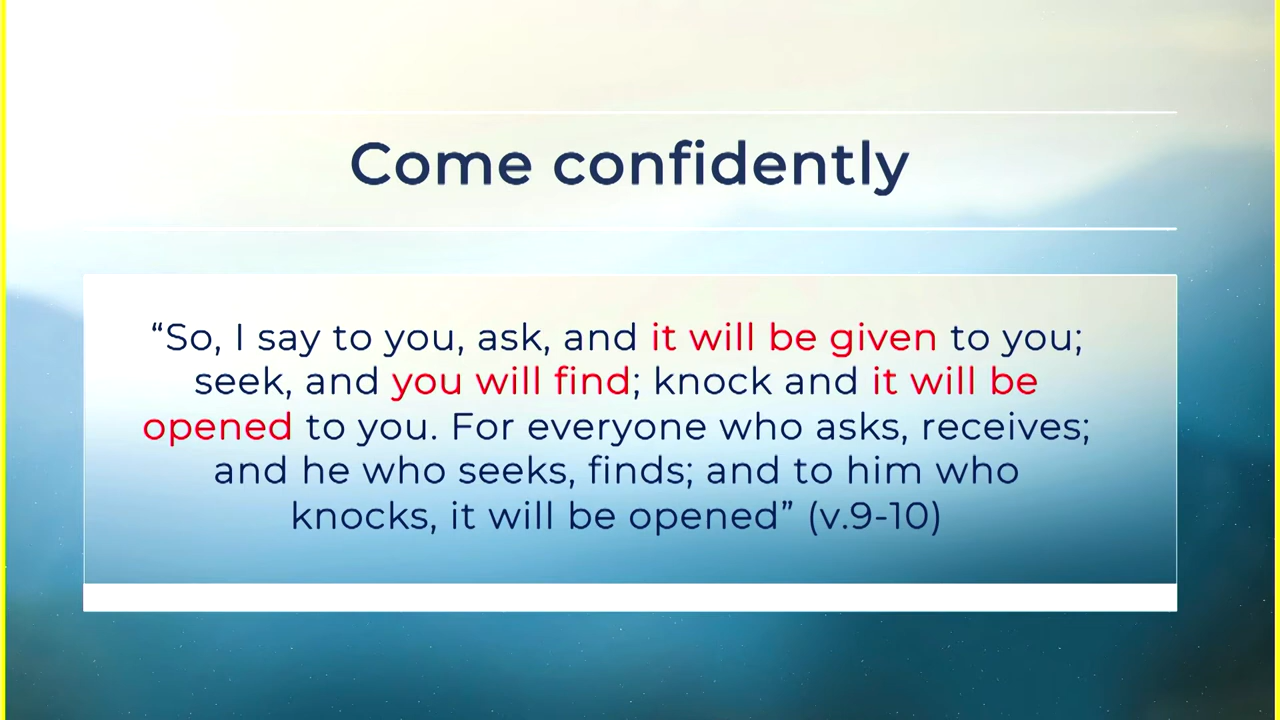 Come confidently
“So, I say to you, ask, and it will be given to you;
seek, and you will find; knock and it will be
opened to you. For everyone who asks, receives;
and he who seeks, finds; and to him who
knocks, it will be opened” (v.9-10)